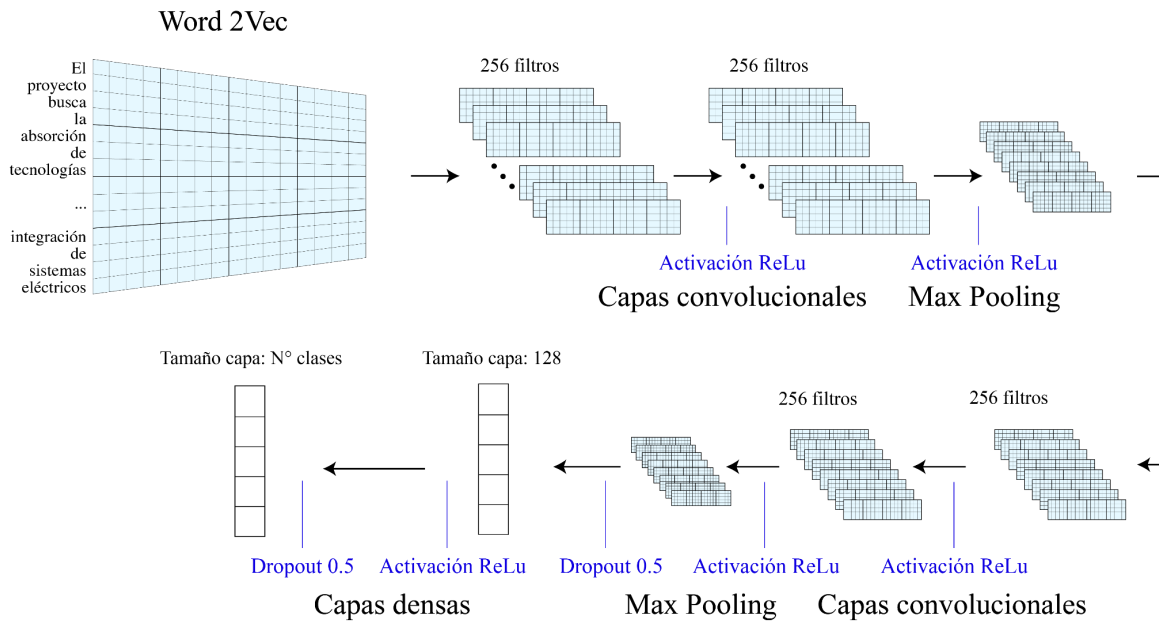 Word 2Vec
El
proyecto
busca
la
absorción
de
tecnologías
...
integración
de
sistemas
eléctricos
256 filtros
256 filtros
Activación ReLu
Activación ReLu
Capas convolucionales
Max Pooling
Tamaño capa: N° clases
Tamaño capa: 128
256 filtros
256 filtros
Dropout 0.5
Activación ReLu
Dropout 0.5
Activación ReLu
Activación ReLu
Capas densas
Max Pooling
Capas convolucionales